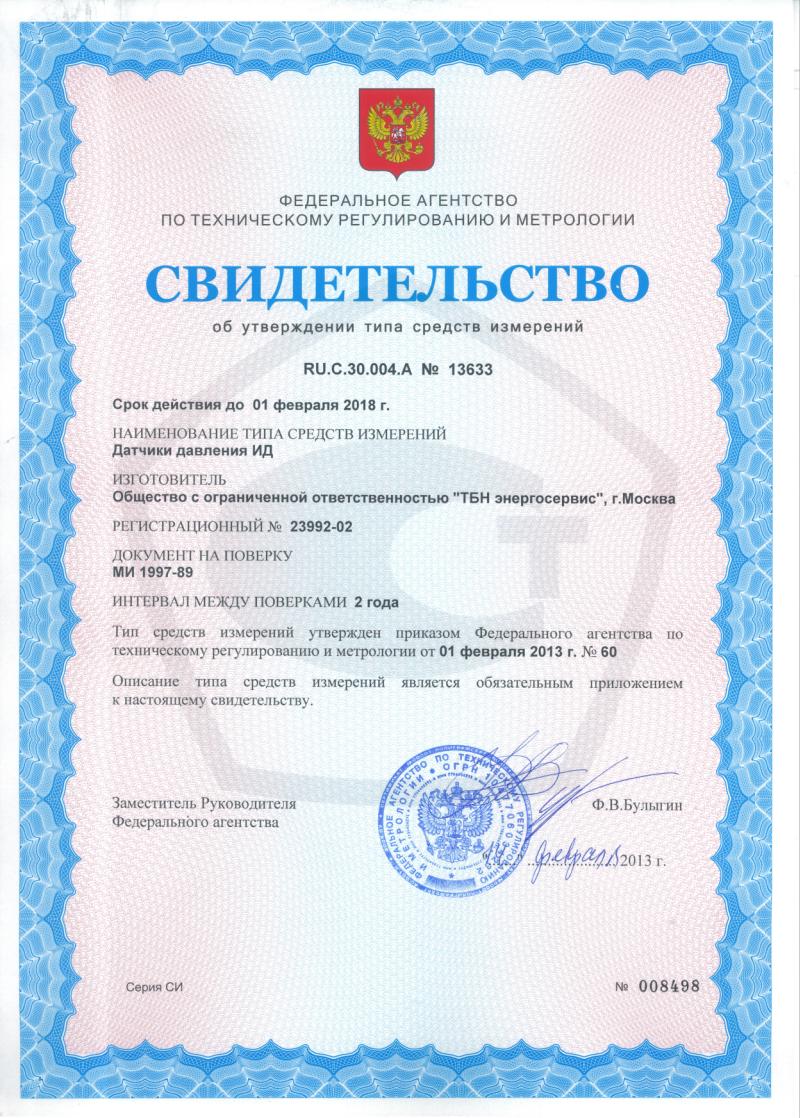 ФЕДЕРАЛЬНОЕ АГЕНТСТВО
ПО ТЕХНИЧЕСКОМУ РЕГУЛИРОВАНИЮ И МЕТРОЛОГИИ
СВИДЕТЕЛЬСТВО
об утверждении типа средств измерений
RU.C.30.004.A № 13633
Срок действия до 01 февраля 2018 г.
НАИМЕНОВАНИЕ ТИПА СРЕДСТВ ИЗМЕРЕНИЙ
Датчики давления ИД
ИЗГОТОВИТЕЛЬ
Общество с ограниченной ответственностью "ТБН энергосервис", г.Москва
РЕГИСТРАЦИОННЫЙ № 23992-02
ДОКУМЕНТ НА ПОВЕРКУ
МИ 1997-89
ИНТЕРВАЛ МЕЖДУ ПОВЕРКАМИ 2 года
Тип средств измерений утвержден приказом Федерального агентства по
техническому регулированию и метрологии от 01 февраля 2013 г. № 60
Описание типа средств измерений является обязательным приложением
к настоящему свидетельству.
ФЕДЕРАЛЬНОЕ АГЕНТСТВО ПО ТЕХНИЧЕСКОМУ РЕГУЛИРОВАНИЮ
И МЕТРОЛОГИИ ОГРН
Заместитель Руководителя
Ф.В.Булыгин
Федерального агентства
февраля 2013 г.
Серия СИ
№ 008498